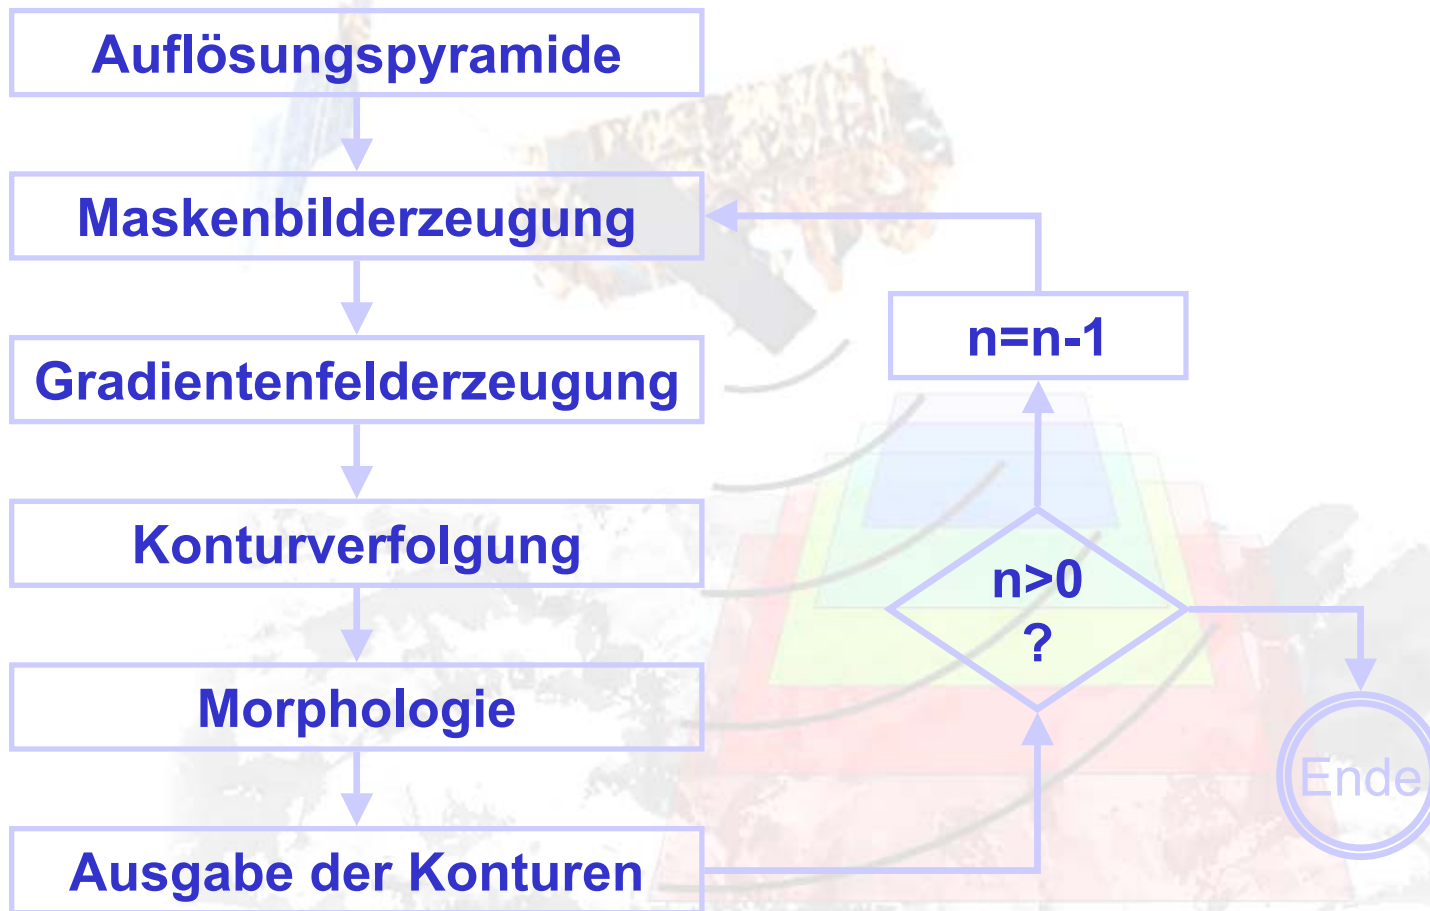 Auflösungspyramide
Maskenbilderzeugung
Gradientenfelderzeugung
Konturverfolgung
Morphologie
Ausgabe der Konturen
n=n-1
n>0
?
Ende